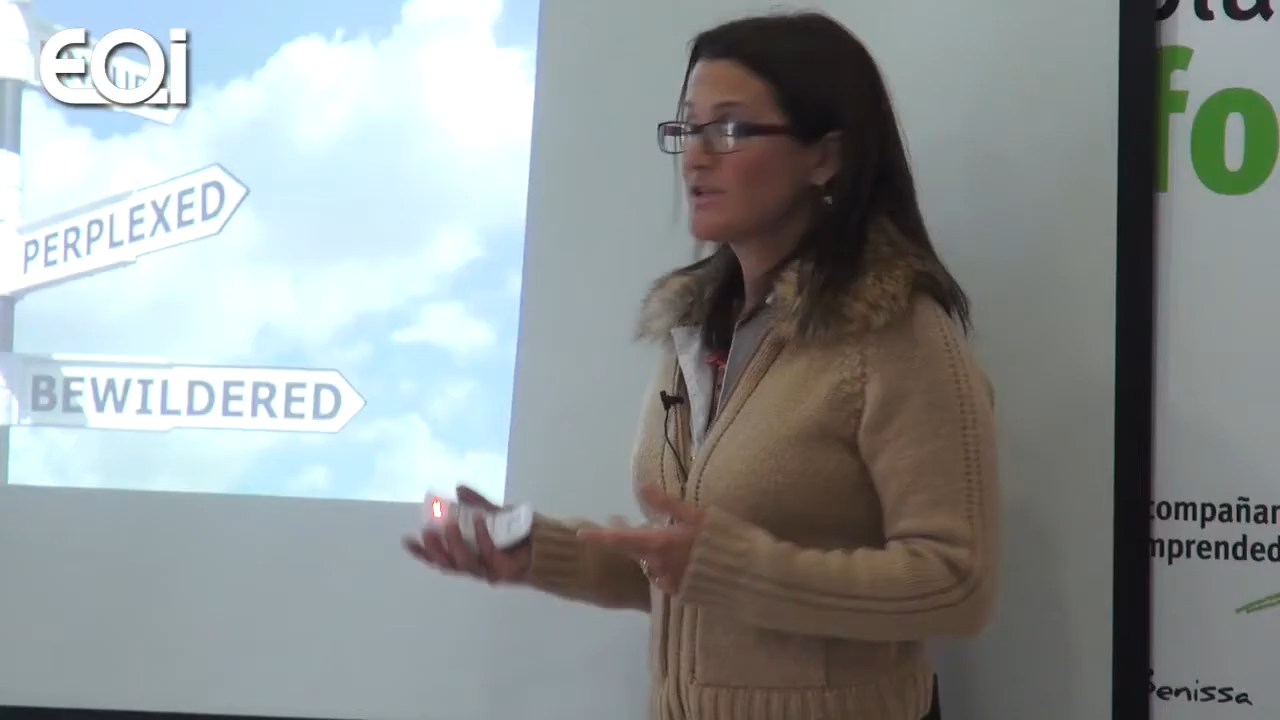 EOi
PERPLEXED
BEWILDERED
fo
compañar
mprended
Benissa